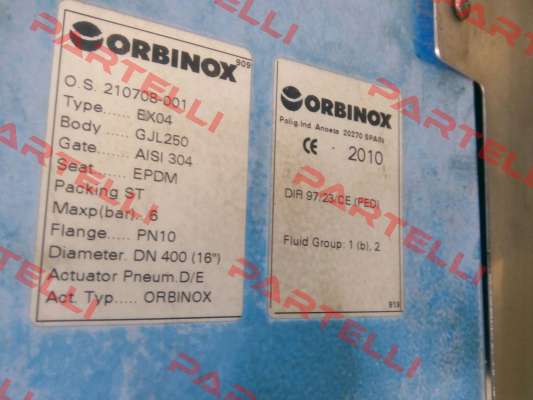 ORBINOX
909
O.S. 210708-001
Type..... EX04
Body..... GJL250
Gate..... AISI 304
Seat..... EPDM
Packing ST
Maxp(bar).. 6
Flange..... PN10
Diameter. DN 400 (16")
Actuator Pneum.D/E
Act. Typ..... ORBINOX
ORBINOX
Polig.Ind. Anoeta 20270 SPAIN
CE - 2010
DIR 97/23/CE (PED)
Fluid Group: 1 (b), 2
919
PARTELLI
PARTELLI
PARTELLI
PARTELLI
PARTELLI
PARTELLI